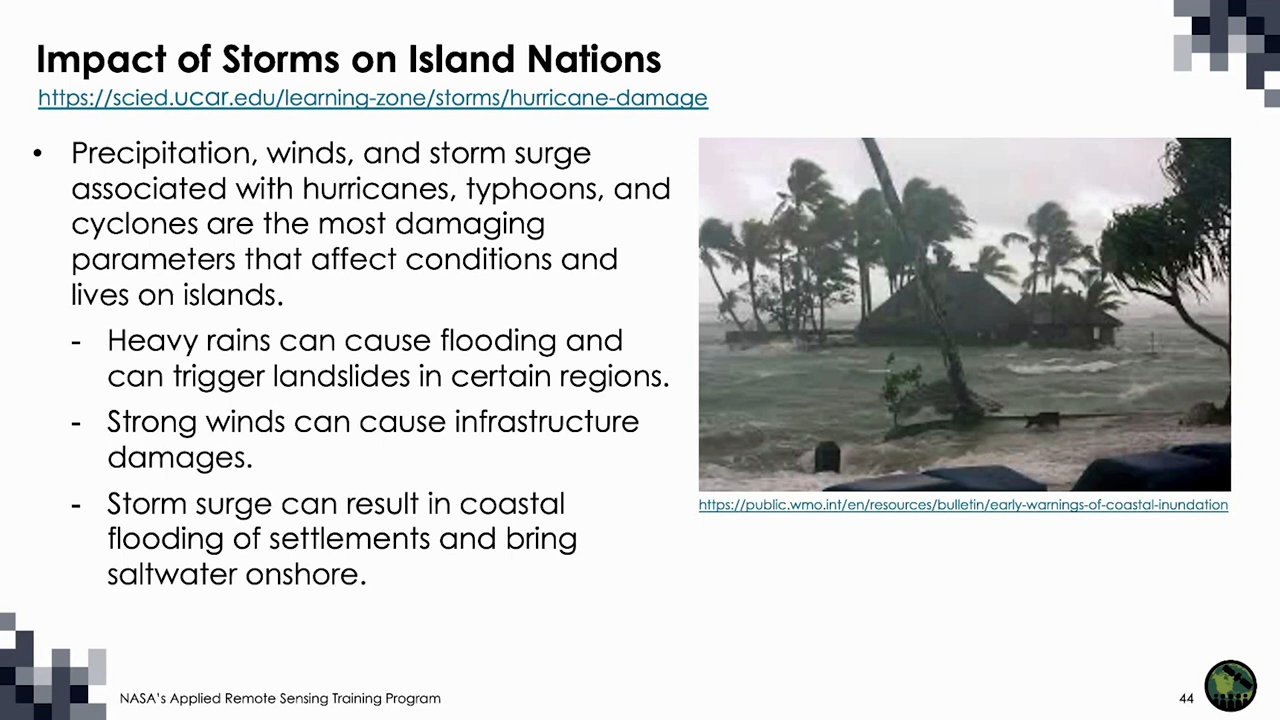 Impact of Storms on Island Nations
https://scied.ucar.edu/learning-zone/storms/hurricane-damage
• Precipitation, winds, and storm surge
associated with hurricanes, typhoons, and
cyclones are the most damaging
parameters that affect conditions and
lives on islands.
- Heavy rains can cause flooding and
can trigger landslides in certain regions.
- Strong winds can cause infrastructure
damages.
- Storm surge can result in coastal
flooding of settlements and bring
saltwater onshore.
https://public.wmo.int/en/resources/bulletin/early-warnings-of-coastal-inundation
NASA's Applied Remote Sensing Training Program
44